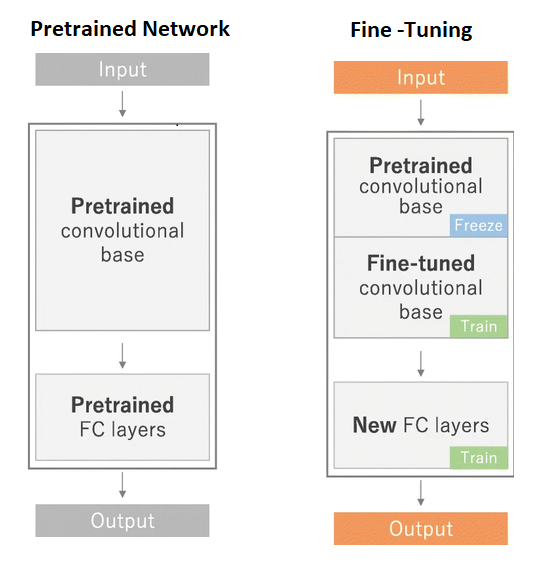 Pretrained Network
Input
Pretrained
convolutional
base
Pretrained
FC layers
Output
Fine -Tuning
Input
Pretrained
convolutional
base
Freeze
Fine-tuned
convolutional
base
Train
New FC layers
Train
Output